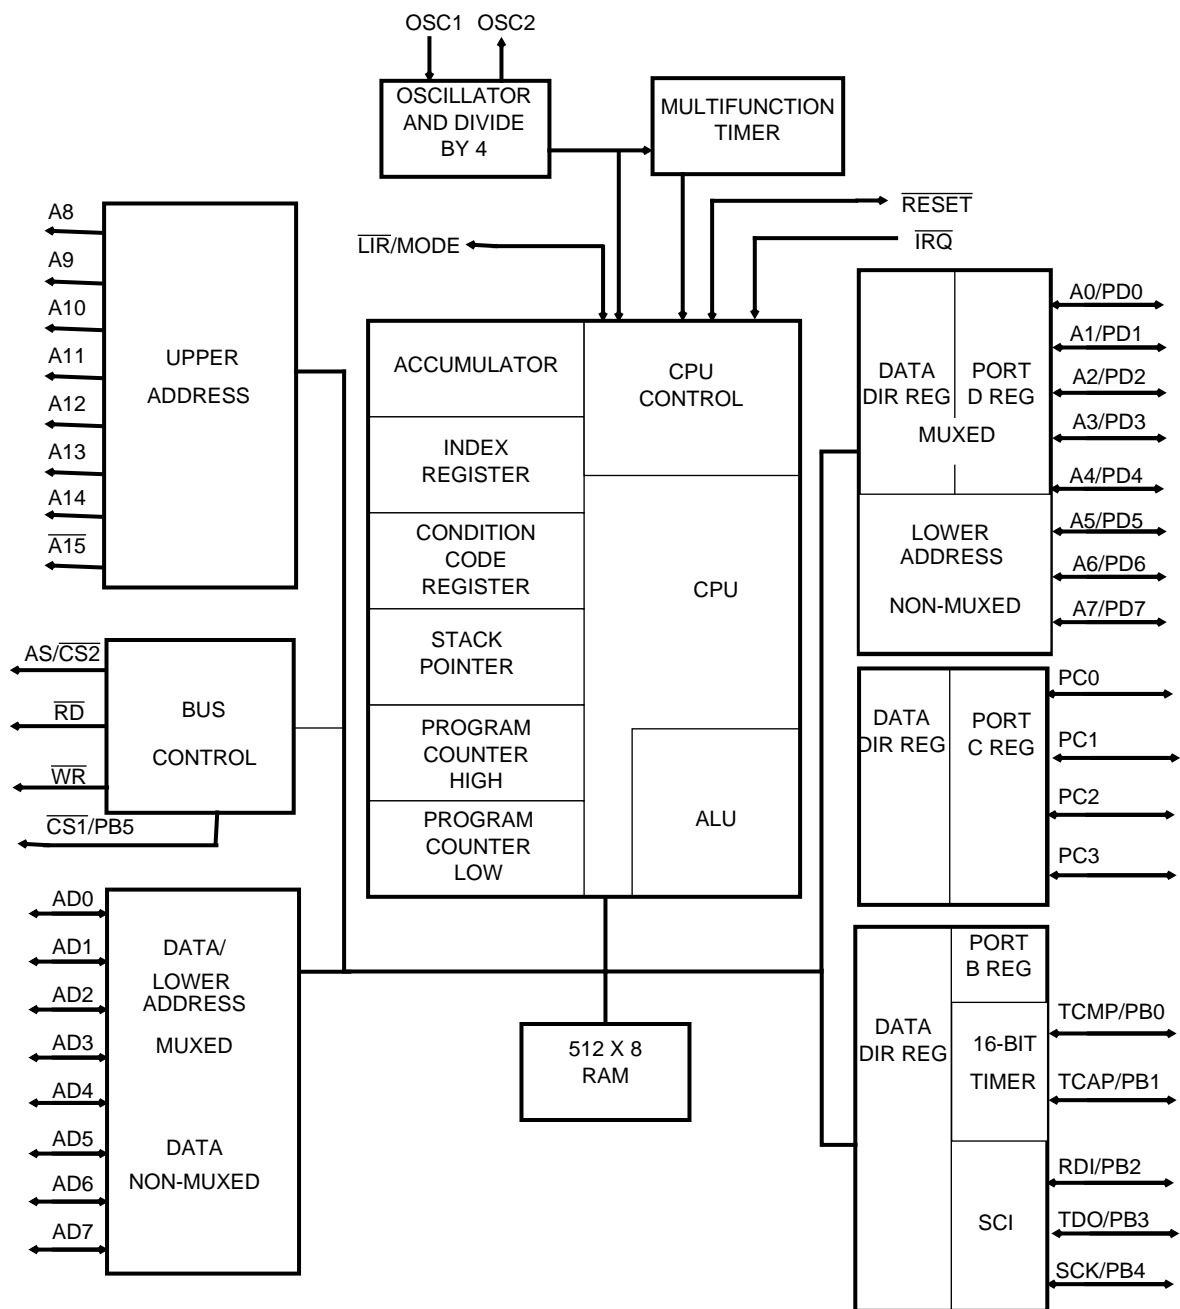 OSC1 OSC2
OSCILLATOR
AND DIVIDE
BY 4
MULTIFUNCTION
TIMER
RESET
LIR/MODE
IRQ
A8
A9
A10
A11
A12
A13
A14
A15
UPPER
ADDRESS
AS/CS2
RD
WR
CS1/PB5
BUS
CONTROL
AD0
AD1
AD2
AD3
AD4
AD5
AD6
AD7
DATA/
LOWER
ADDRESS
MUXED
DATA
NON-MUXED
ACCUMULATOR
INDEX
REGISTER
CONDITION
CODE
REGISTER
STACK
POINTER
PROGRAM
COUNTER
HIGH
PROGRAM
COUNTER
LOW
CPU
CONTROL
CPU
ALU
512 X 8
RAM
DATA
DIR REG
PORT
D REG
MUXED
LOWER
ADDRESS
NON-MUXED
A0/PD0
A1/PD1
A2/PD2
A3/PD3
A4/PD4
A5/PD5
A6/PD6
A7/PD7
DATA
DIR REG
PORT
C REG
PC0
PC1
PC2
PC3
DATA
DIR REG
PORT
B REG
16-BIT
TIMER
SCI
TCMP/PB0
TCAP/PB1
RDI/PB2
TDO/PB3
SCK/PB4